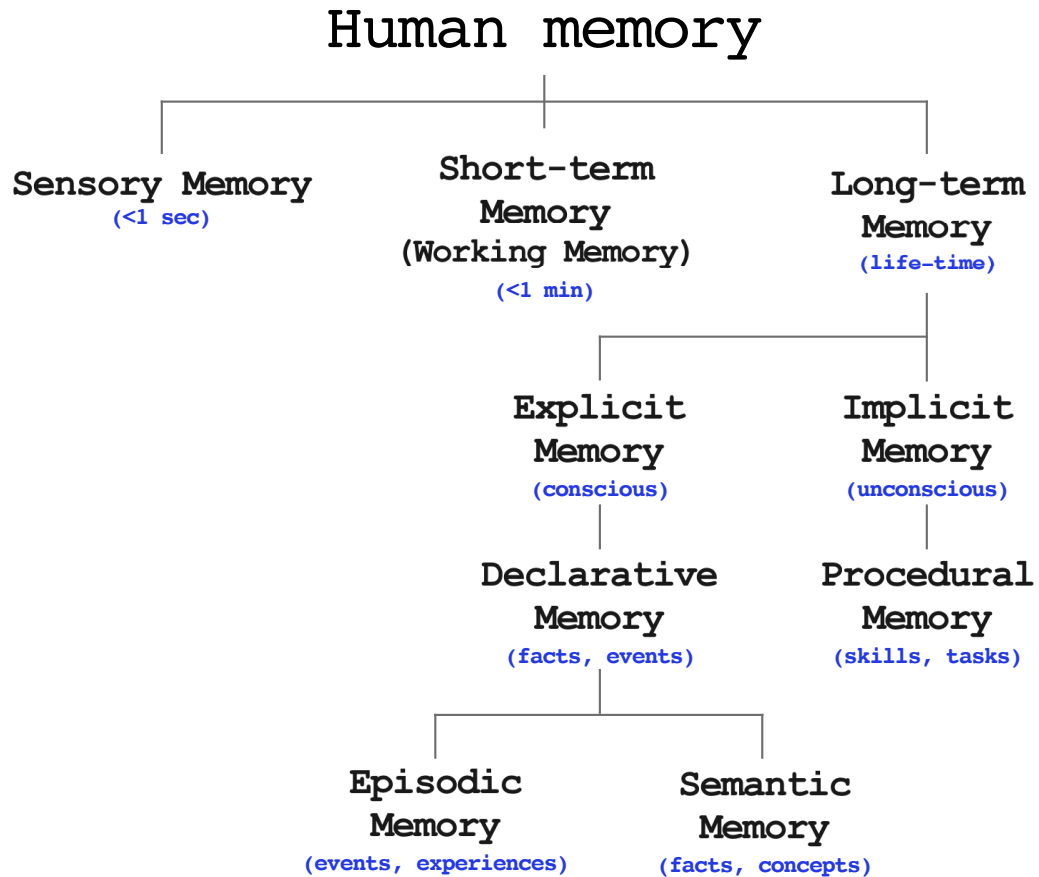 Human memory
Sensory Memory
(<1 sec)
Short-term
Memory
(Working Memory)
(<1 min)
Long-term
Memory
(life-time)
Explicit
Memory
(conscious)
Implicit
Memory
(unconscious)
Declarative
Memory
(facts, events)
Procedural
Memory
(skills, tasks)
Episodic
Memory
(events, experiences)
Semantic
Memory
(facts, concepts)